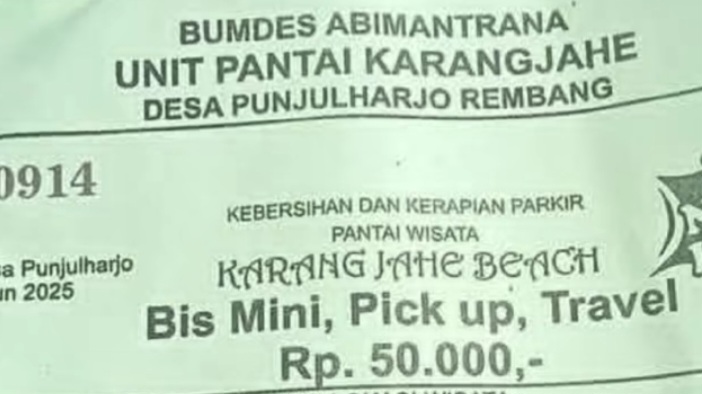 BUMDES ABIMANTRANA
UNIT PANTAI KARANGJAHE
DESA PUNJULHARJO REMBANG
0914
KEBERSIHAN DAN KERAPIAN PARKIR
PANTAI WISATA
KARANG JAHE BEACH
a Punjulharjo
n 2025
Bis Mini, Pick up, Travel
Rp. 50.000,-